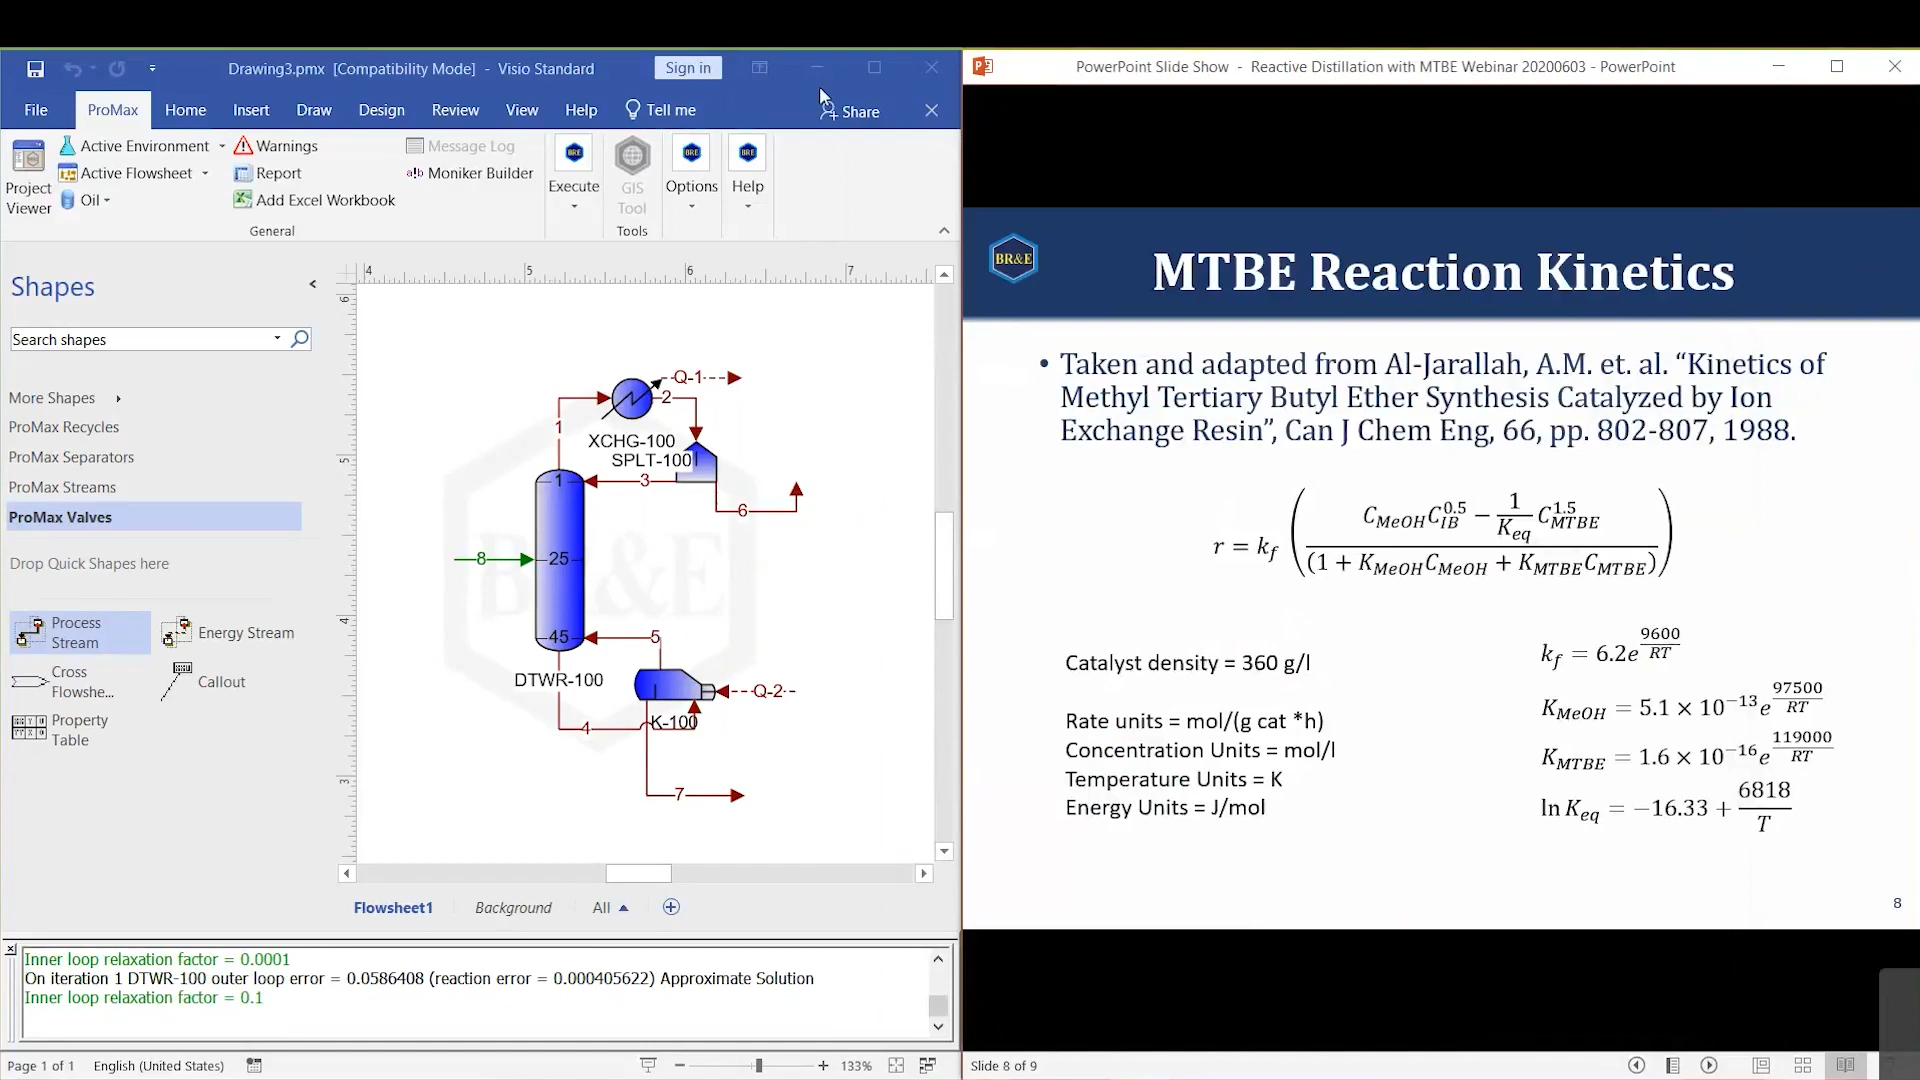 Drawing3.pmx [Compatibility Mode] - Visio Standard
Sign in
File ProMax Home Insert Draw Design Review View Help Tell me Share
Project Viewer
Active Environment
Active Flowsheet
Oil
Warnings
Report
Add Excel Workbook
Message Log
Moniker Builder
General
BRE
Execute
GIS Tool
Tools
BRE
Options
BRE
Help
Shapes
Search shapes
More Shapes
ProMax Recycles
ProMax Separators
ProMax Streams
ProMax Valves
Drop Quick Shapes here
Process Stream
Energy Stream
Cross Flowshe...
Callout
Property Table
4 5 6 7
6
5
4
3
Q-1
2
1
XCHG-100
SPLT-100
1
3
6
8
25
45
5
DTWR-100
Q-2
K-100
4
7
BR&E
Flowsheet1 Background All
Inner loop relaxation factor = 0.0001
On iteration 1 DTWR-100 outer loop error = 0.0586408 (reaction error = 0.000405622) Approximate Solution
Inner loop relaxation factor = 0.1
Page 1 of 1 English (United States) 133%
PowerPoint Slide Show - Reactive Distillation with MTBE Webinar 20200603 - PowerPoint
BR&E
MTBE Reaction Kinetics
• Taken and adapted from Al-Jarallah, A.M. et. al. “Kinetics of
Methyl Tertiary Butyl Ether Synthesis Catalyzed by Ion
Exchange Resin”, Can J Chem Eng, 66, pp. 802-807, 1988.
r = k_f ( (C_MeOH C_IB^0.5 − 1/K_eq C_MTBE^1.5) / (1 + K_MeOH C_MeOH + K_MTBE C_MTBE) )
Catalyst density = 360 g/l
Rate units = mol/(g cat *h)
Concentration Units = mol/l
Temperature Units = K
Energy Units = J/mol
k_f = 6.2e^(9600/RT)
K_MeOH = 5.1 × 10^−13 e^(97500/RT)
K_MTBE = 1.6 × 10^−16 e^(119000/RT)
ln K_eq = −16.33 + 6818/T
8
Slide 8 of 9